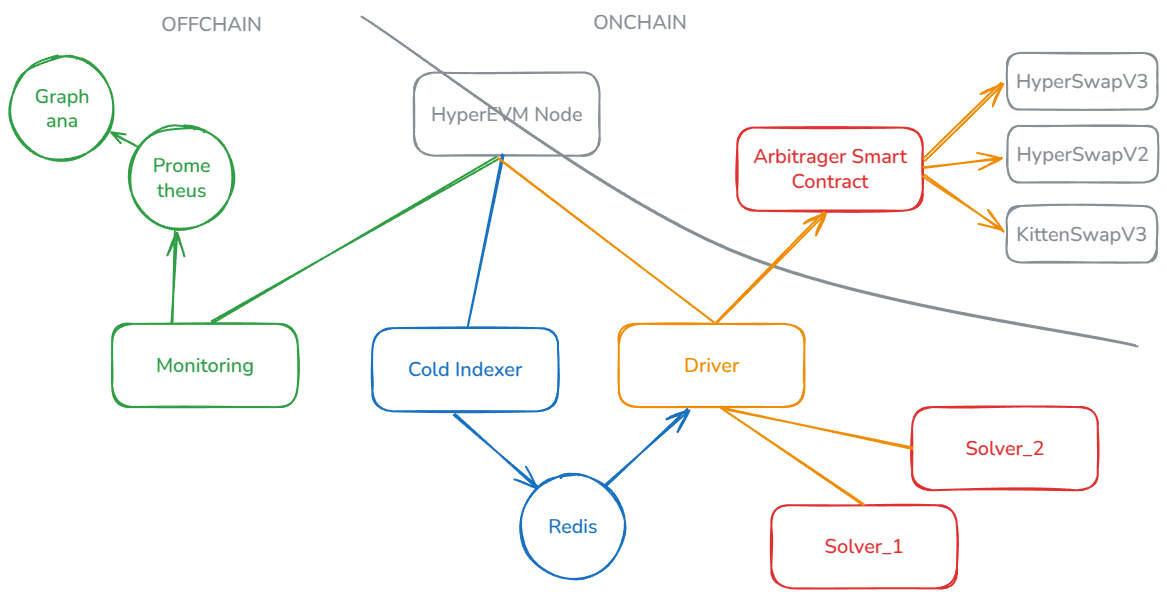 OFFCHAIN
ONCHAIN
Graph
ana
Prome
theus
HyperEVM Node
Arbitrager Smart
Contract
HyperSwapV3
HyperSwapV2
KittenSwapV3
Monitoring
Cold Indexer
Driver
Solver_2
Redis
Solver_1